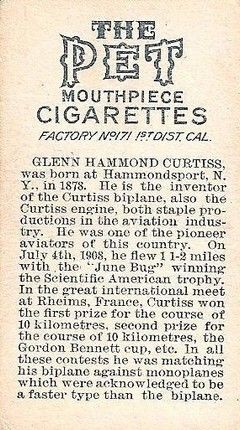 THE
PET
MOUTHPIECE
CIGARETTES
FACTORY Nº171 1ST DIST. CAL.
GLENN HAMMOND CURTISS,
was born at Hammondsport, N.
Y., in 1878. He is the inventor
of the Curtiss biplane, also the
Curtiss engine, both staple pro-
ductions in the aviation indus-
try. He was one of the pioneer
aviators of this country. On
July 4th, 1908, he flew 1 1-2 miles
with the "June Bug" winning
the Scientific American trophy.
In the great international meet
at Rheims, France, Curtiss won
the first prize for the course of
10 kilometres, second prize for
the course of 10 kilometres, the
Gordon Bennett cup, etc. In all
these contests he was matching
his biplane against monoplanes
which were acknowledged to be
a faster type than the biplane.